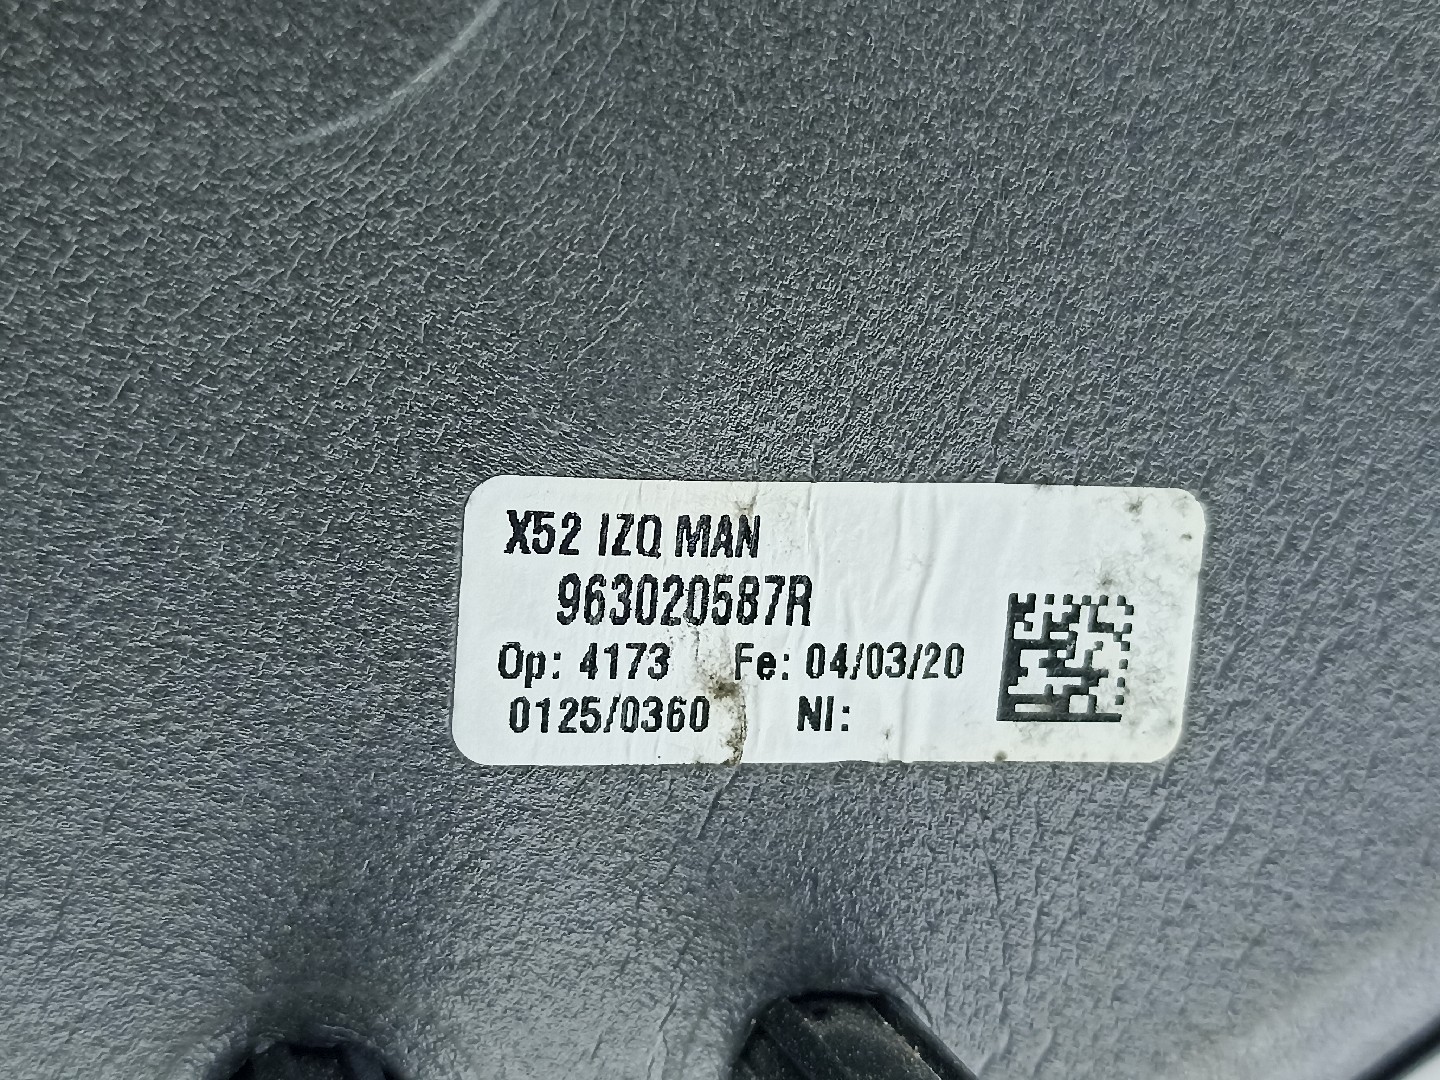 X52 IZQ MAN
963020587R
Op: 4173 Fe: 04/03/20
0125/0360 NI: